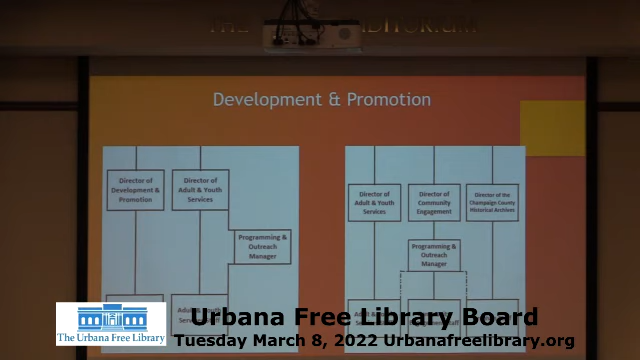 Development & Promotion
Director of
Development &
Promotion
Director of
Adult & Youth
Services
Programming &
Outreach
Manager
Director of
Adult & Youth
Services
Director of
Community
Engagement
Director of the
Champaign County
Historical Archives
Programming &
Outreach
Manager
The Urbana Free Library
Urbana Free Library Board
Tuesday March 8, 2022 Urbanafreelibrary.org